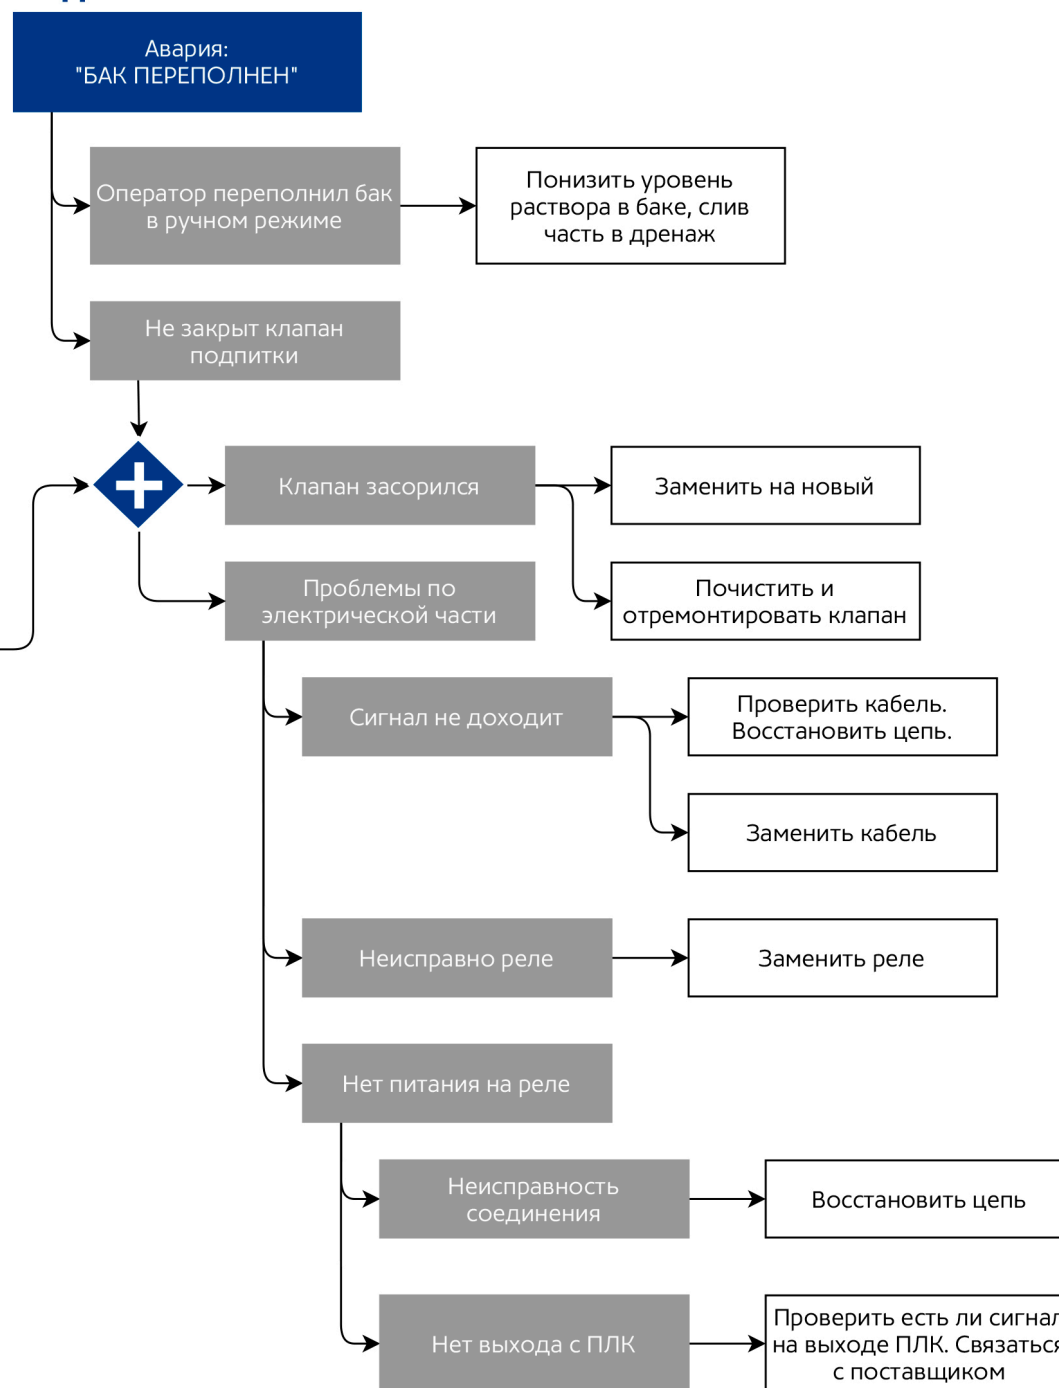 Авария:
"БАК ПЕРЕПОЛНЕН"
Оператор переполнил бак
в ручном режиме
Понизить уровень
раствора в баке, слив
часть в дренаж
Не закрыт клапан
подпитки
Клапан засорился
Заменить на новый
Проблемы по
электрической части
Почистить и
отремонтировать клапан
Сигнал не доходит
Проверить кабель.
Восстановить цепь.
Заменить кабель
Неисправно реле
Заменить реле
Нет питания на реле
Неисправность
соединения
Восстановить цепь
Нет выхода с ПЛК
Проверить есть ли сигнал
на выходе ПЛК. Связаться
с поставщиком